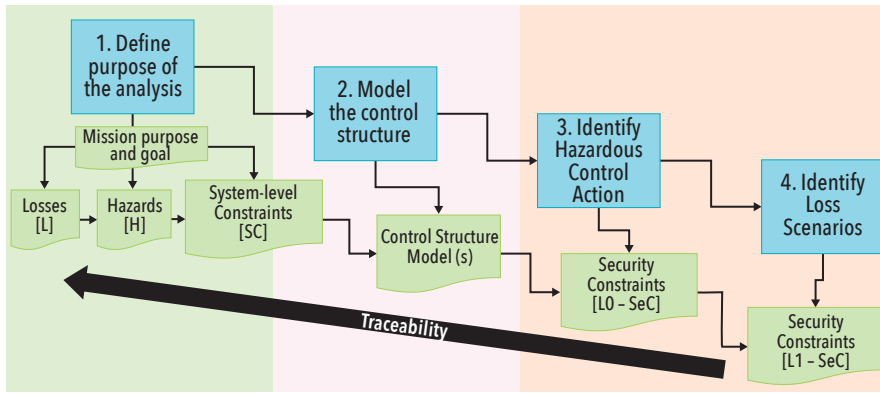 1. Define
purpose of
the analysis
2. Model
the control
structure
3. Identify
Hazardous
Control
Action
4. Identify
Loss
Scenarios
Mission purpose
and goal
Losses
[L]
Hazards
[H]
System-level
Constraints
[SC]
Control Structure
Model (s)
Security
Constraints
[L0 – SeC]
Security
Constraints
[L1 – SeC]
Traceability